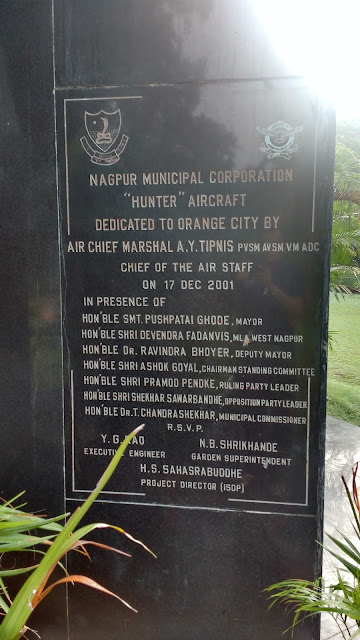 NAGPUR MUNICIPAL CORPORATION
"HUNTER" AIRCRAFT
DEDICATED TO ORANGE CITY BY
AIR CHIEF MARSHAL A.Y.TIPNIS PVSM AVSM VM ADC
CHIEF OF THE AIR STAFF
ON 17 DEC 2001
IN PRESENCE OF
HON'BLE SMT. PUSHPATAI GHODE, MAYOR
HON'BLE SHRI DEVENDRA FADANVIS, MLA WEST NAGPUR
HON'BLE DR. RAVINDRA BHOYER, DEPUTY MAYOR
HON'BLE SHRI ASHOK GOYAL, CHAIRMAN STANDING COMMITTEE
HON'BLE SHRI PRAMOD PENDKE, RULING PARTY LEADER
HON'BLE SHRI SHEKHAR SAWARBANDHE, OPPOSITION PARTY LEADER
HON'BLE DR.T. CHANDRASHEKHAR, MUNICIPAL COMMISSIONER
R.S.V.P.
Y. G. RAO N.B. SHRIKHANDE
EXECUTIVE ENGINEER GARDEN SUPERINTENDENT
H.S. SAHASRABUDDHE
PROJECT DIRECTOR (ISDP)